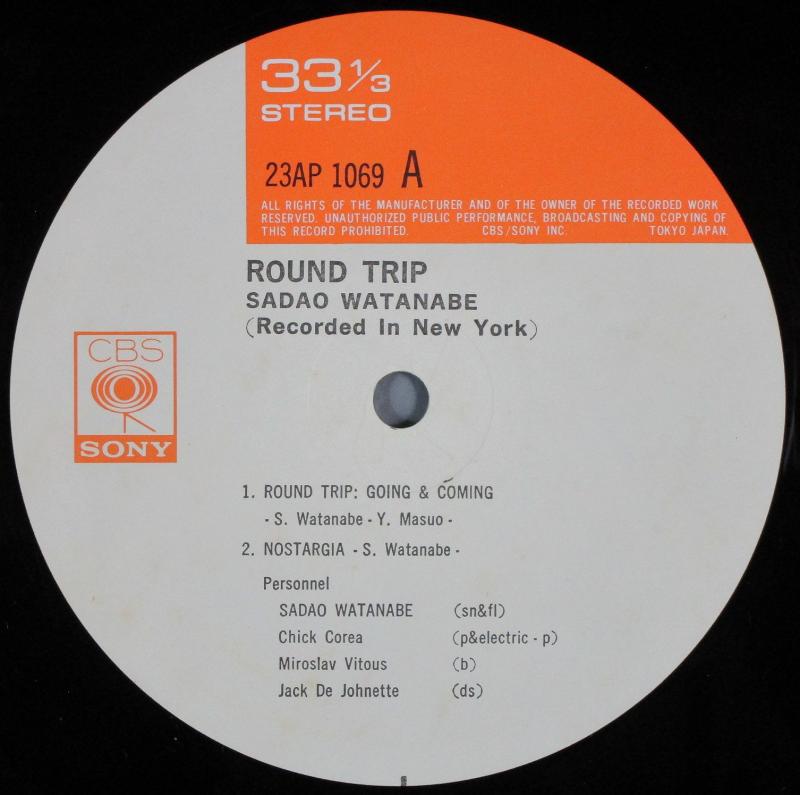 33 1/3
STEREO
23AP 1069 A
ALL RIGHTS OF THE MANUFACTURER AND OF THE OWNER OF THE RECORDED WORK
RESERVED. UNAUTHORIZED PUBLIC PERFORMANCE, BROADCASTING AND COPYING OF
THIS RECORD PROHIBITED. CBS/SONY INC. TOKYO JAPAN.
ROUND TRIP
SADAO WATANABE
(Recorded In New York)
CBS
SONY
1. ROUND TRIP: GOING & COMING
- S. Watanabe - Y. Masuo -
2. NOSTARGIA - S. Watanabe -
Personnel
SADAO WATANABE (sn&fl)
Chick Corea (p&electric - p)
Miroslav Vitous (b)
Jack De Johnette (ds)